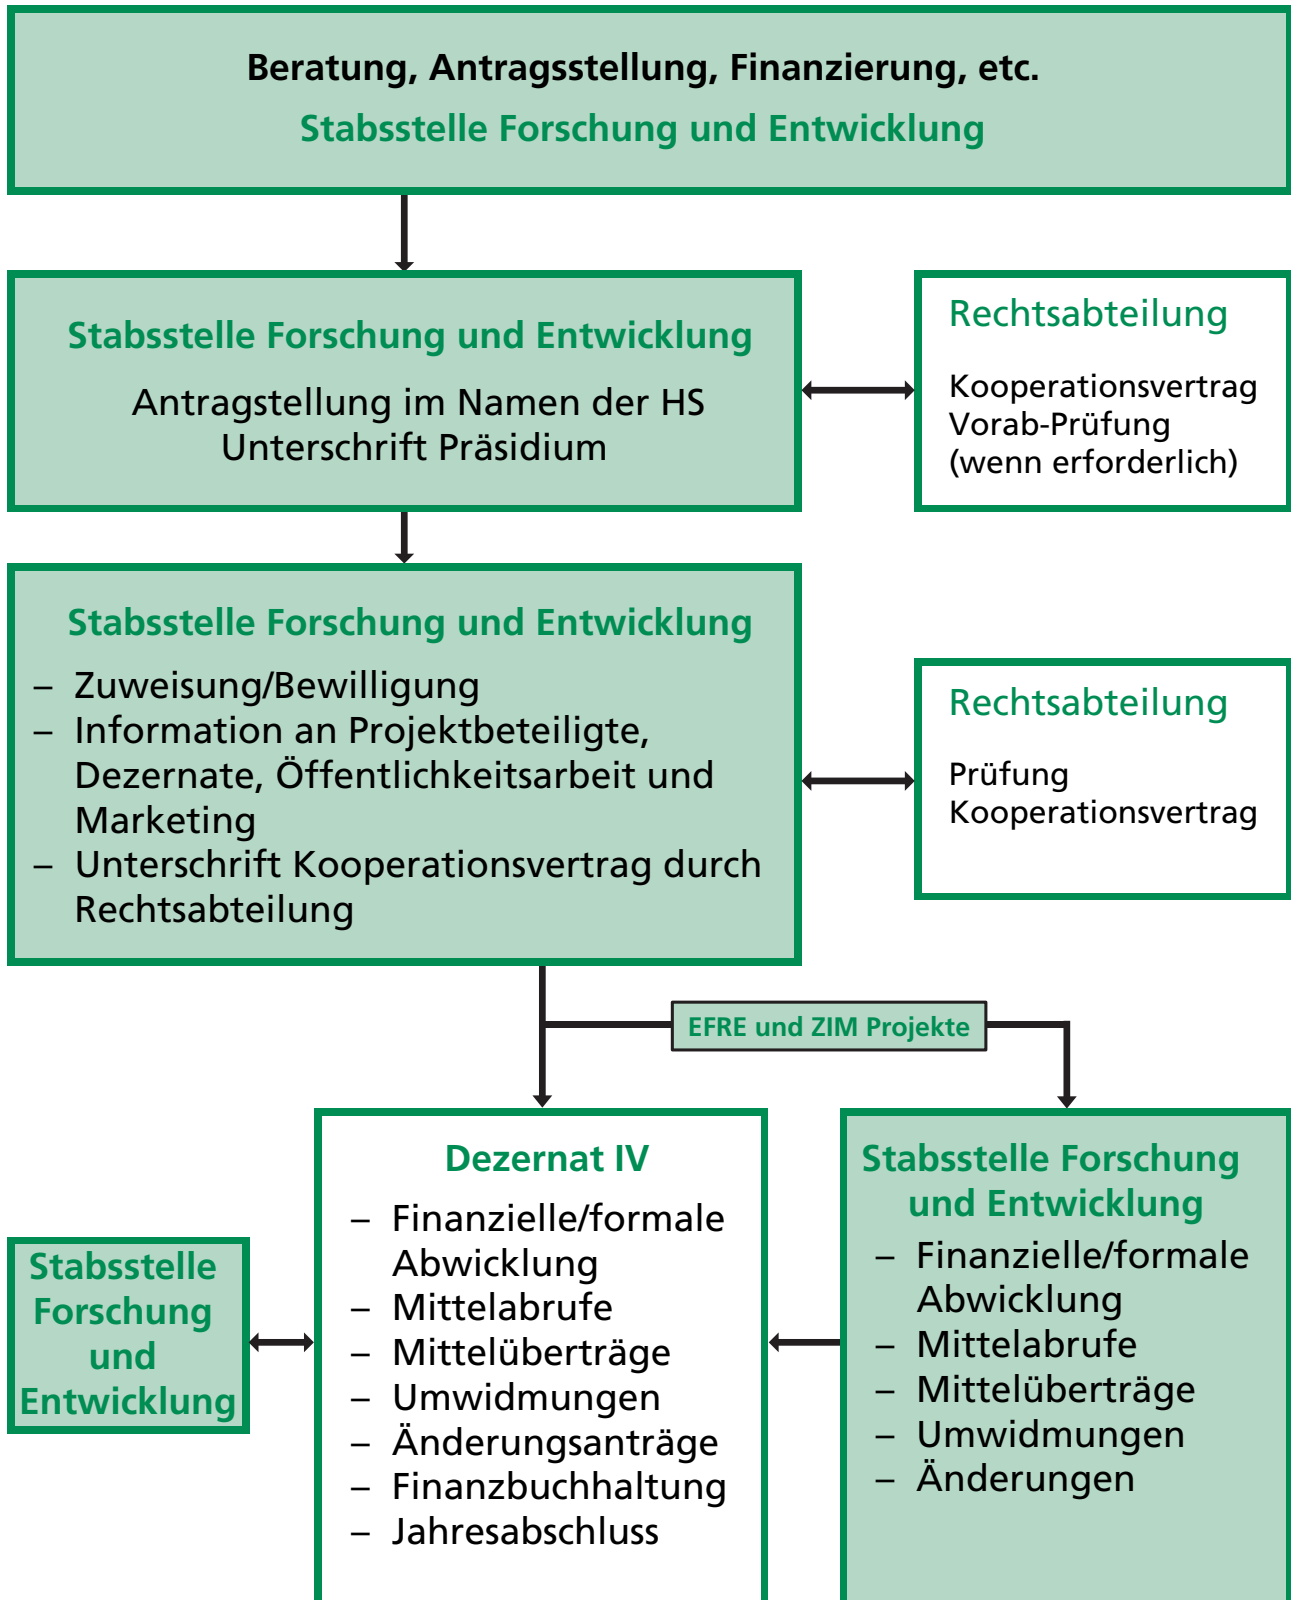 Beratung, Antragsstellung, Finanzierung, etc.
Stabsstelle Forschung und Entwicklung
Stabsstelle Forschung und Entwicklung
Antragstellung im Namen der HS
Unterschrift Präsidium
Rechtsabteilung
Kooperationsvertrag
Vorab-Prüfung
(wenn erforderlich)
Stabsstelle Forschung und Entwicklung
– Zuweisung/Bewilligung
– Information an Projektbeteiligte,
Dezernate, Öffentlichkeitsarbeit und
Marketing
– Unterschrift Kooperationsvertrag durch
Rechtsabteilung
Rechtsabteilung
Prüfung
Kooperationsvertrag
EFRE und ZIM Projekte
Stabsstelle
Forschung
und
Entwicklung
Dezernat IV
– Finanzielle/formale
Abwicklung
– Mittelabrufe
– Mittelüberträge
– Umwidmungen
– Änderungsanträge
– Finanzbuchhaltung
– Jahresabschluss
Stabsstelle Forschung
und Entwicklung
– Finanzielle/formale
Abwicklung
– Mittelabrufe
– Mittelüberträge
– Umwidmungen
– Änderungen